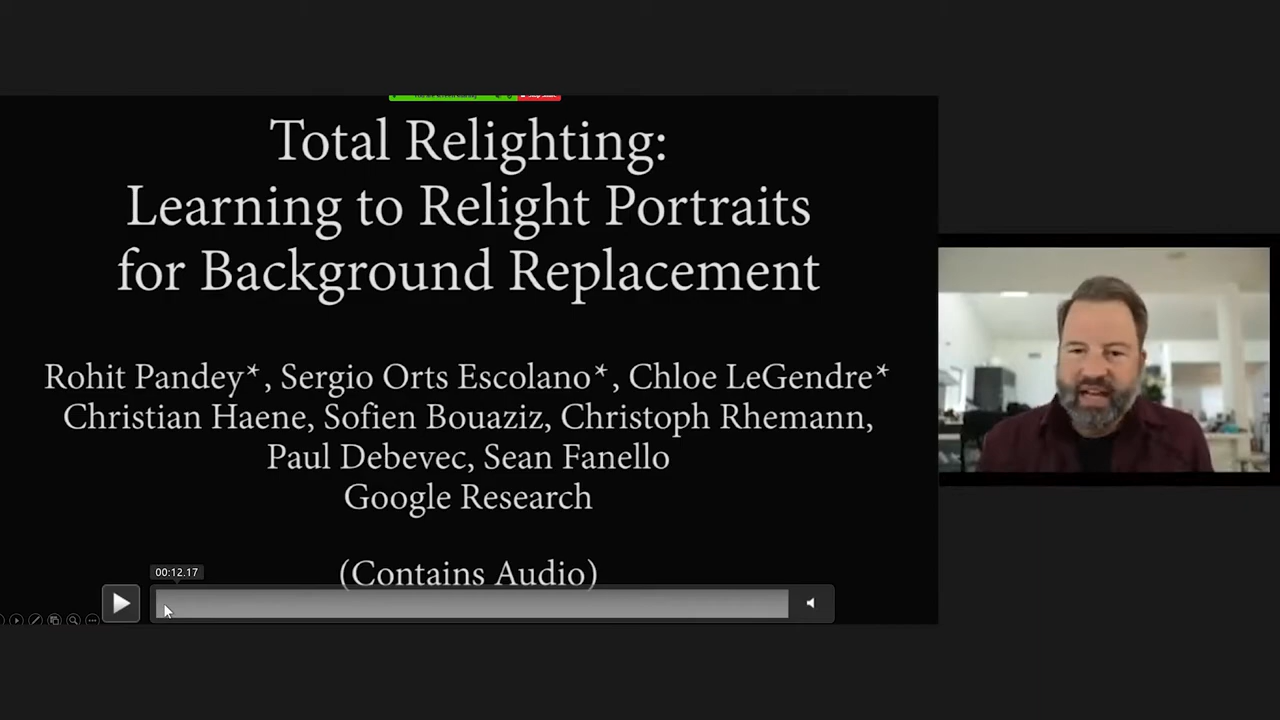 Total Relighting:
Learning to Relight Portraits
for Background Replacement
Rohit Pandey*, Sergio Orts Escolano*, Chloe LeGendre*
Christian Haene, Sofien Bouaziz, Christoph Rhemann,
Paul Debevec, Sean Fanello
Google Research
(Contains Audio)
00:12.17